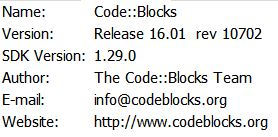 Name: Code::Blocks
Version: Release 16.01 rev 10702
SDK Version: 1.29.0
Author: The Code::Blocks Team
E-mail: info@codeblocks.org
Website: http://www.codeblocks.org